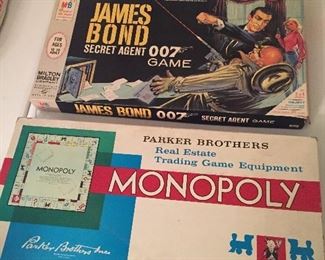 MB
JAMES
BOND
SECRET AGENT 007
GAME
FOR AGES
MILTON
BRADLEY
JAMES BOND 007 SECRET AGENT GAME
PARKER BROTHERS
Real Estate
Trading Game Equipment
MONOPOLY
Parker Brothers Inc